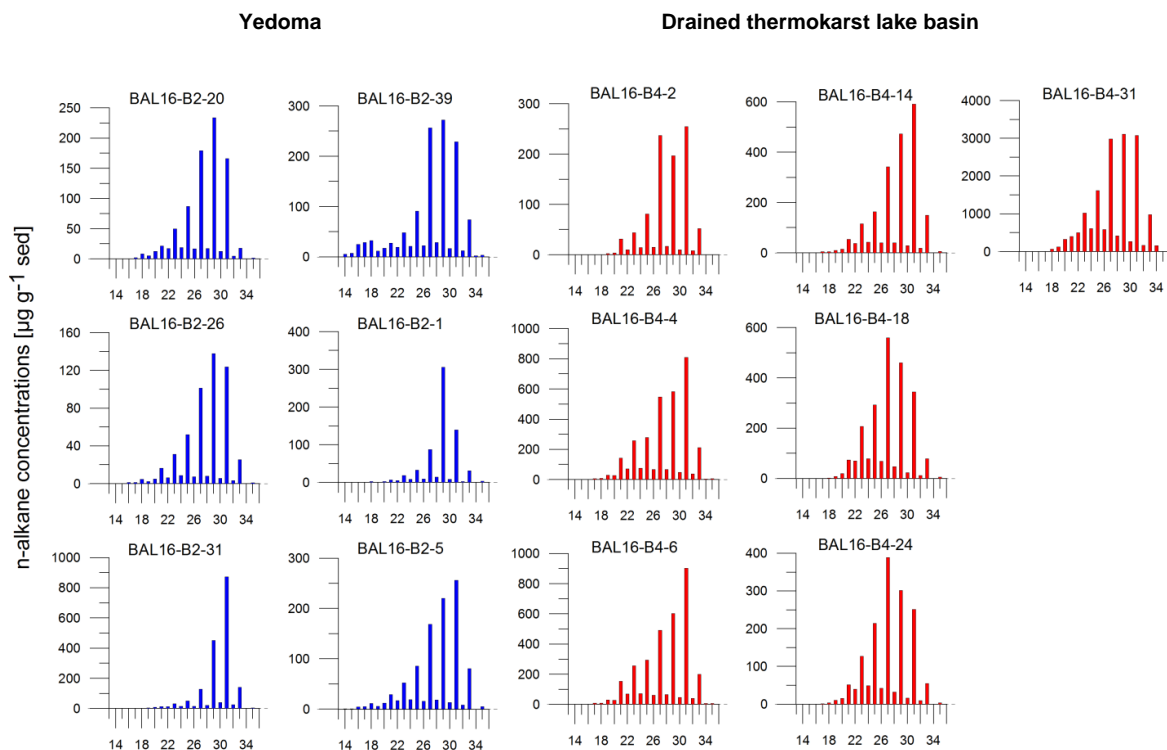 Yedoma
Drained thermokarst lake basin
n-alkane concentrations [µg g⁻¹ sed]
BAL16-B2-20
250
200
150
100
50
0
14 18 22 26 30 34
BAL16-B2-39
300
200
100
0
14 18 22 26 30 34
BAL16-B4-2
300
200
100
0
14 18 22 26 30 34
BAL16-B4-14
600
400
200
0
14 18 22 26 30 34
BAL16-B4-31
4000
3000
2000
1000
0
14 18 22 26 30 34
BAL16-B2-26
160
120
80
40
0
14 18 22 26 30 34
BAL16-B2-1
400
300
200
100
0
14 18 22 26 30 34
BAL16-B4-4
1000
800
600
400
200
0
14 18 22 26 30 34
BAL16-B4-18
600
400
200
0
14 18 22 26 30 34
BAL16-B2-31
1000
800
600
400
200
0
14 18 22 26 30 34
BAL16-B2-5
300
200
100
0
14 18 22 26 30 34
BAL16-B4-6
1000
800
600
400
200
0
14 18 22 26 30 34
BAL16-B4-24
400
300
200
100
0
14 18 22 26 30 34